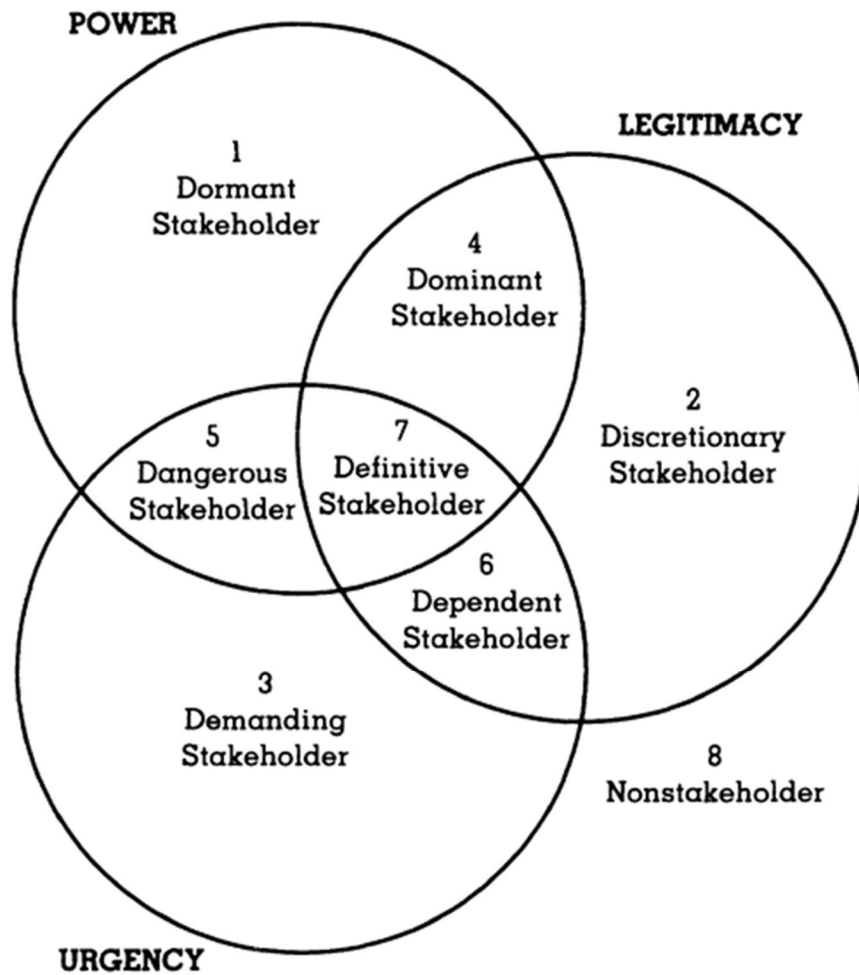 POWER
LEGITIMACY
1
Dormant
Stakeholder
4
Dominant
Stakeholder
2
Discretionary
Stakeholder
5
Dangerous
Stakeholder
7
Definitive
Stakeholder
6
Dependent
Stakeholder
3
Demanding
Stakeholder
8
Nonstakeholder
URGENCY